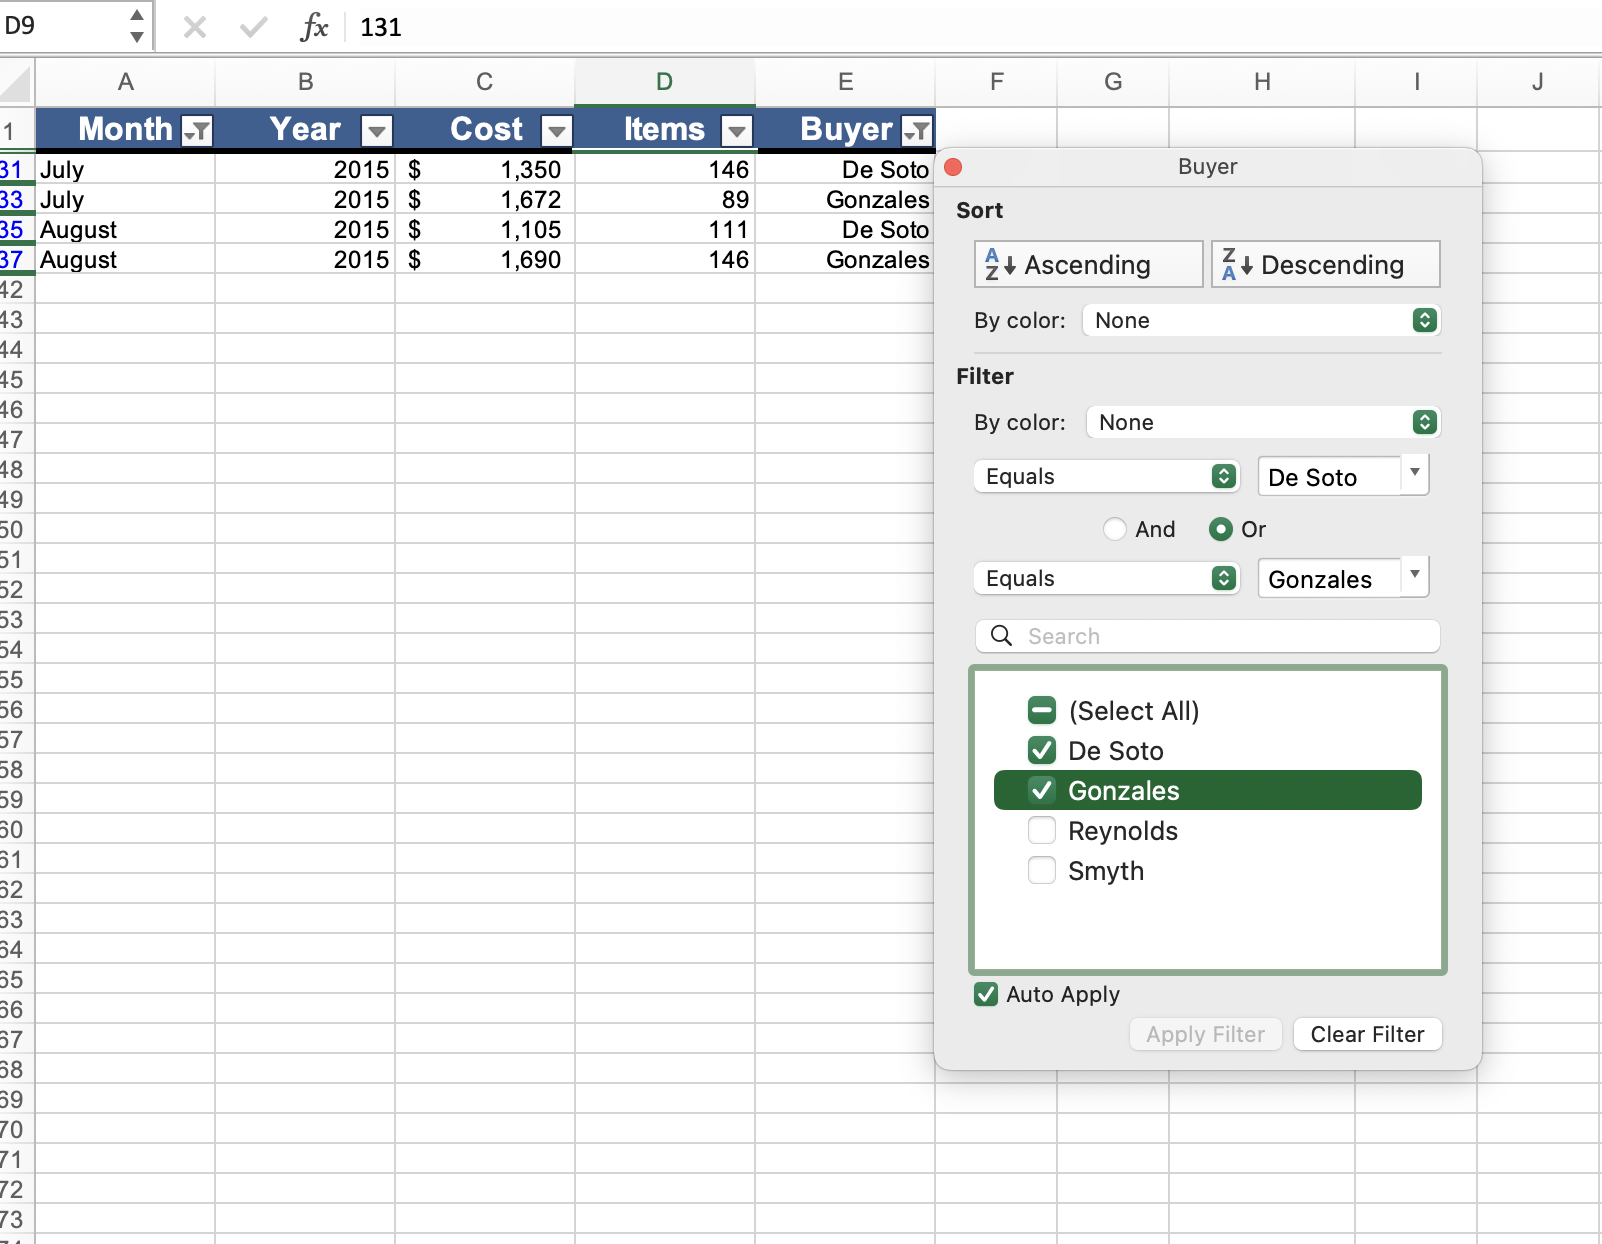 D9 fx 131
A B C D E F G H I J
1 Month Year Cost Items Buyer
31 July 2015 $ 1,350 146 De Soto
33 July 2015 $ 1,672 89 Gonzales
35 August 2015 $ 1,105 111 De Soto
37 August 2015 $ 1,690 146 Gonzales
42
43
44
45
46
47
48
49
50
51
52
53
54
55
56
57
58
59
60
61
62
63
64
65
66
67
68
69
70
71
72
73
Buyer
Sort
A Z Ascending Z A Descending
By color: None
Filter
By color: None
Equals De Soto
And Or
Equals Gonzales
Search
(Select All)
De Soto
Gonzales
Reynolds
Smyth
Auto Apply
Apply Filter Clear Filter